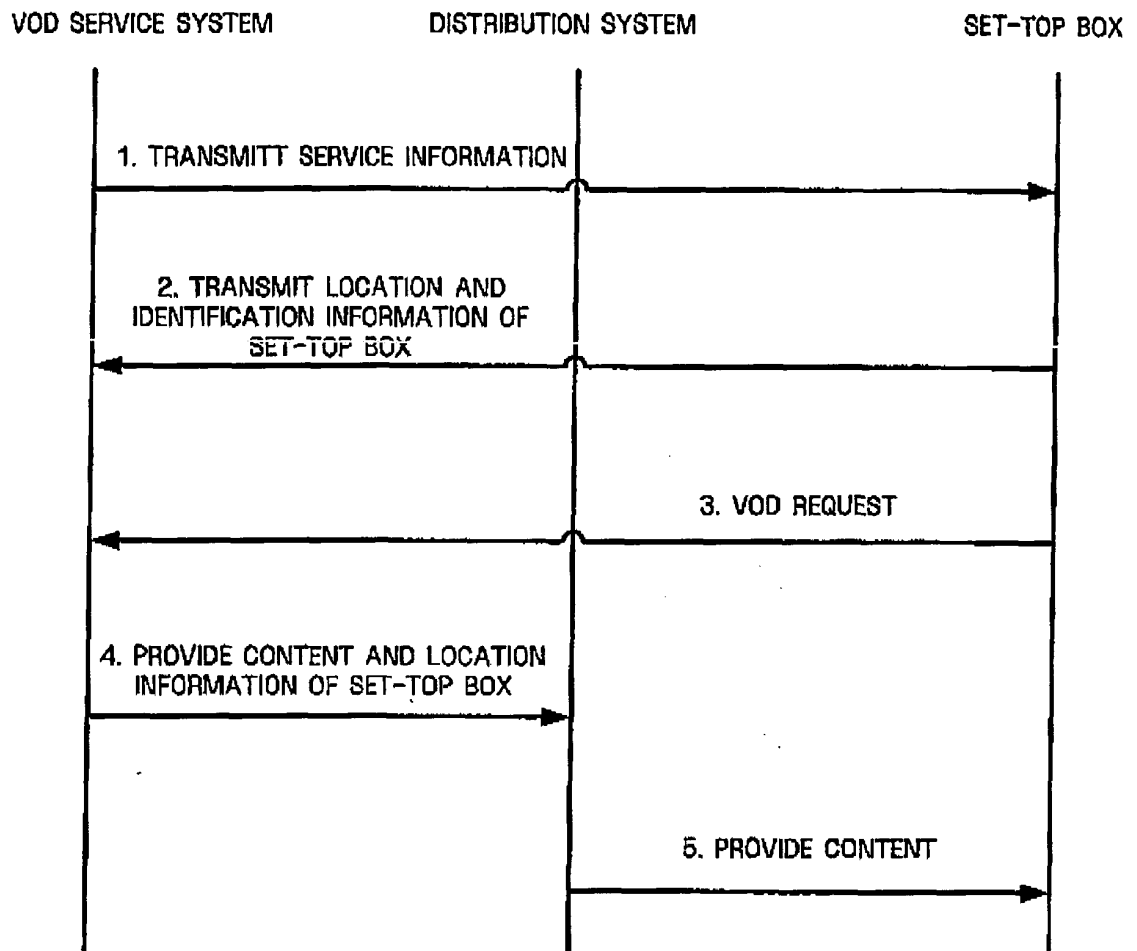 VOD SERVICE SYSTEM
DISTRIBUTION SYSTEM
SET-TOP BOX
1. TRANSMITT SERVICE INFORMATION
2. TRANSMIT LOCATION AND
IDENTIFICATION INFORMATION OF
SET-TOP BOX
3. VOD REQUEST
4. PROVIDE CONTENT AND LOCATION
INFORMATION OF SET-TOP BOX
5. PROVIDE CONTENT